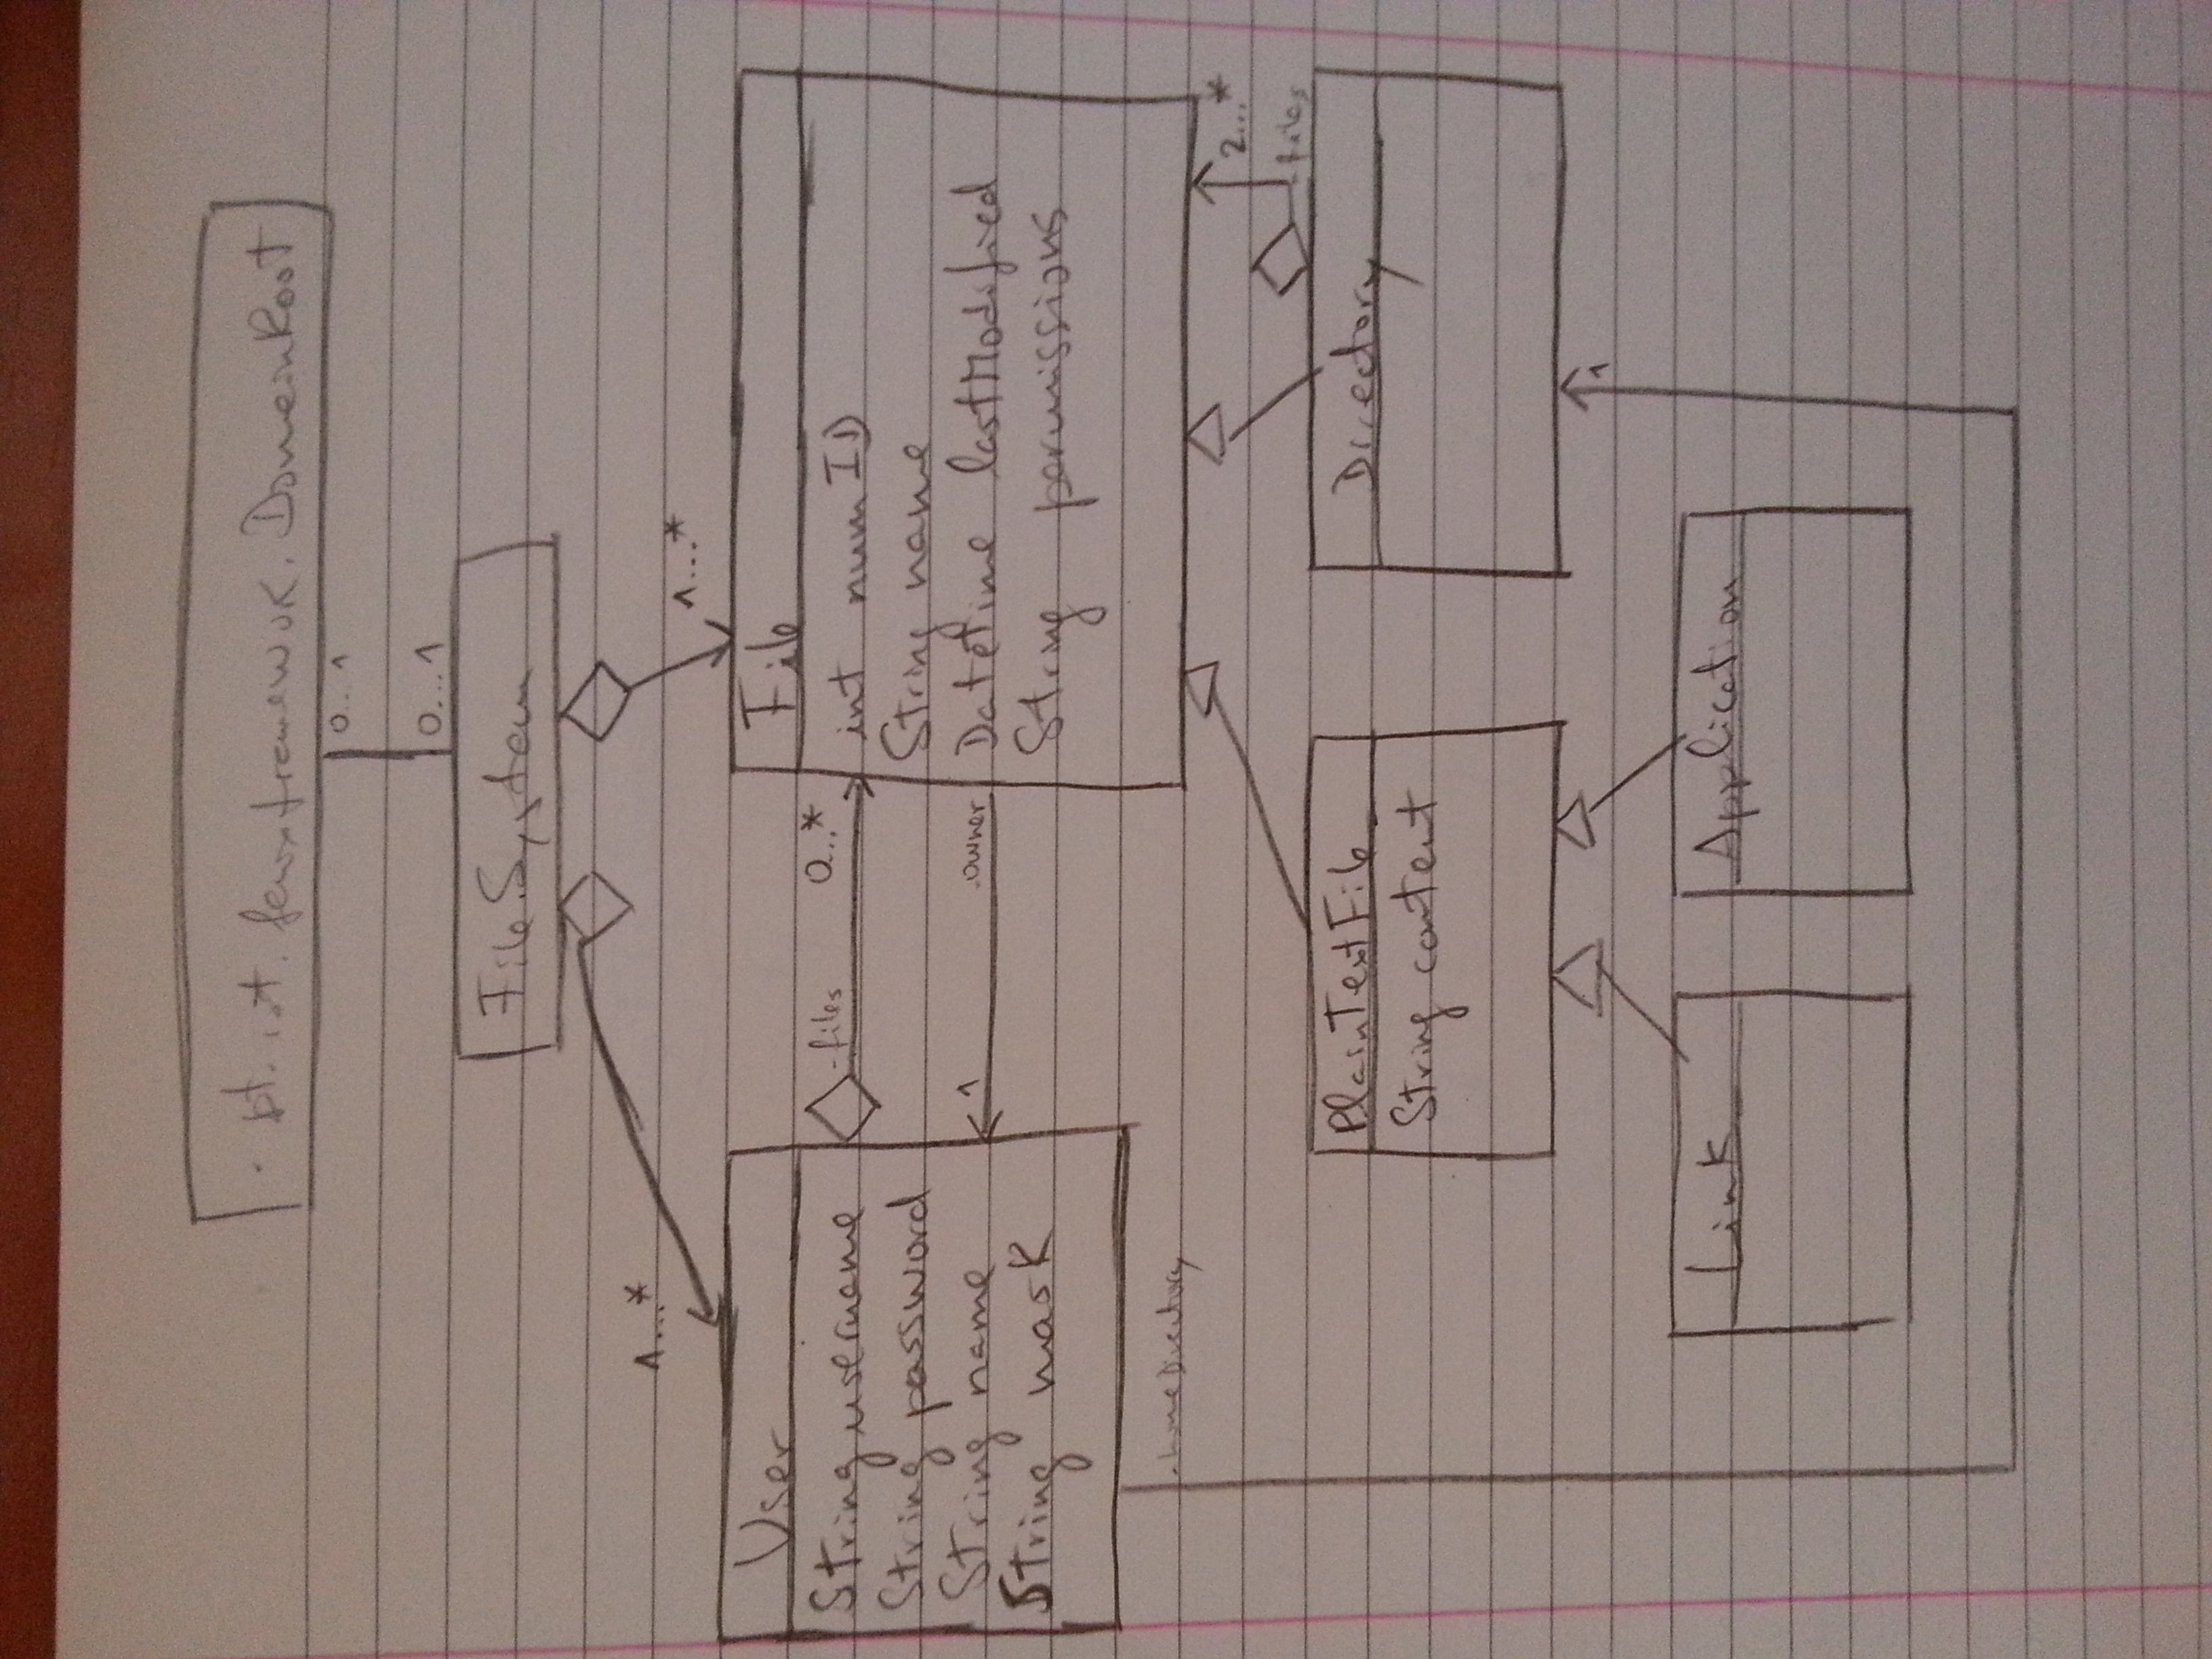 .pt.ist.fenixframework.DomainRoot
0..1
0..1
FileSystem
1...*
1...*
User
String username
String password
String name
String mask
-files
0...*
.owner
1
File
int numID
String name
DateTime lastModified
String permissions
2...*
-files
.homeDirectory
PlainTextFile
String content
Directory
1
Link
Application